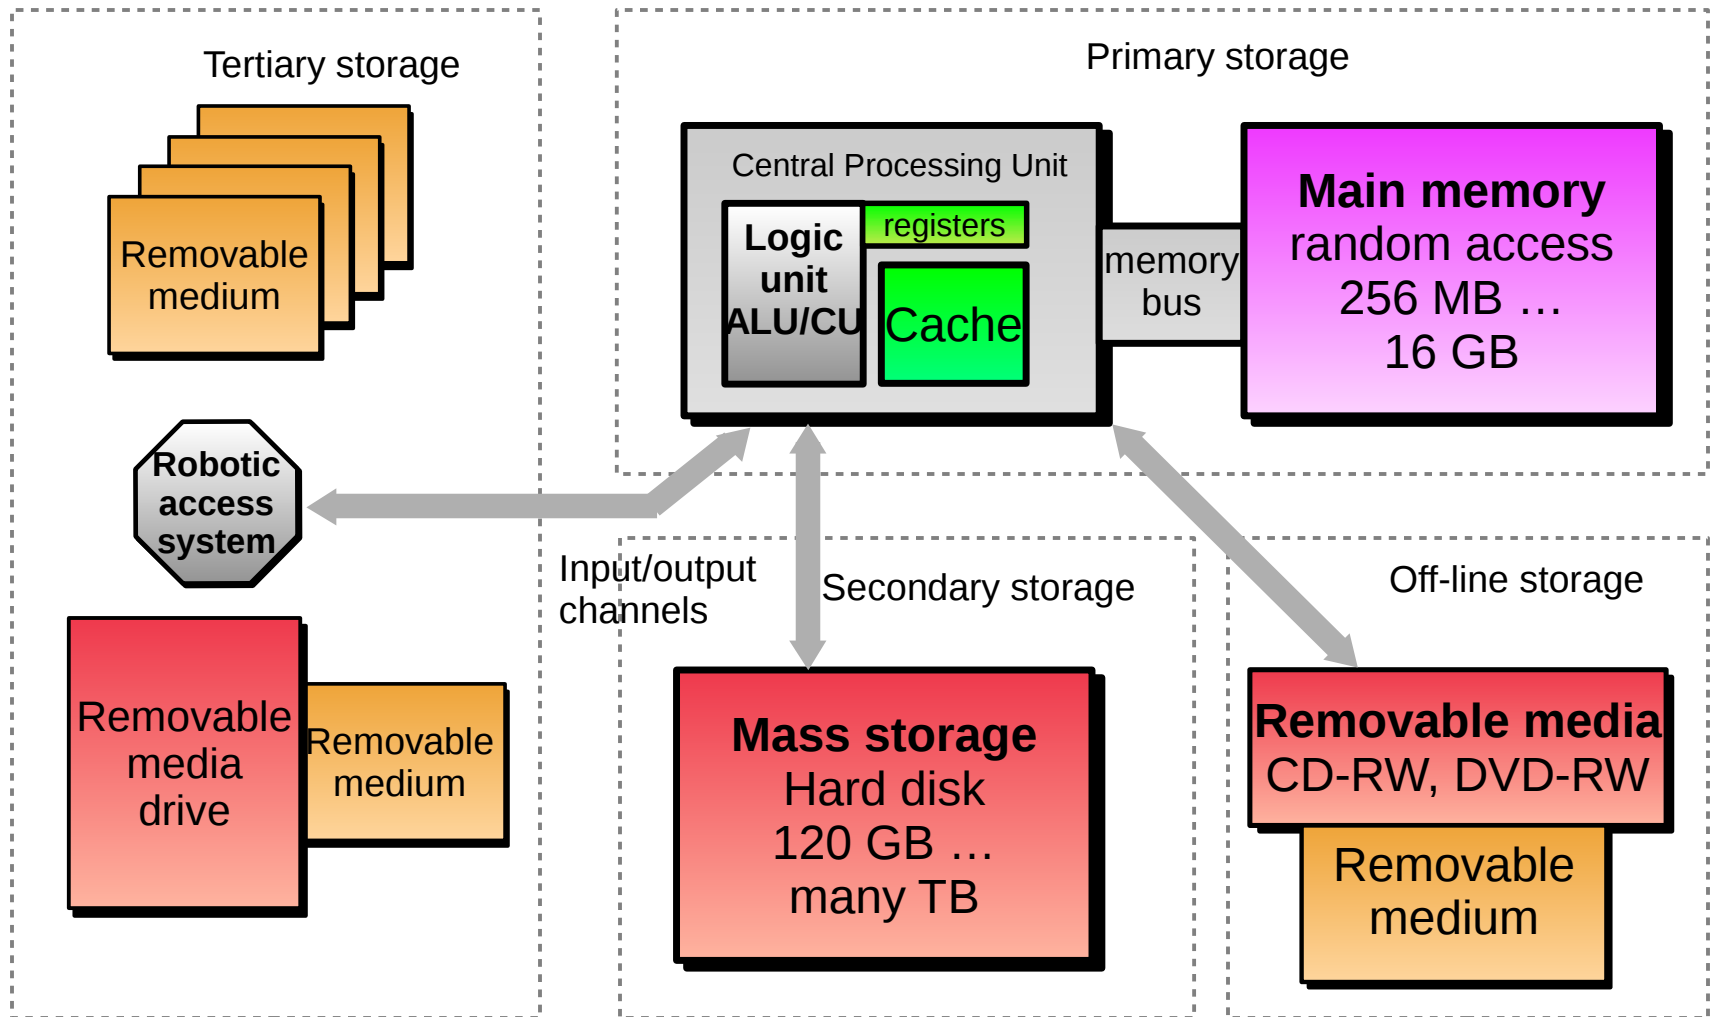 Tertiary storage
Removable
medium
Robotic
access
system
Removable
media
drive
Removable
medium
Primary storage
Central Processing Unit
Logic
unit
ALU/CU
registers
Cache
memory
bus
Main memory
random access
256 MB …
16 GB
Input/output
channels
Secondary storage
Mass storage
Hard disk
120 GB …
many TB
Off-line storage
Removable media
CD-RW, DVD-RW
Removable
medium